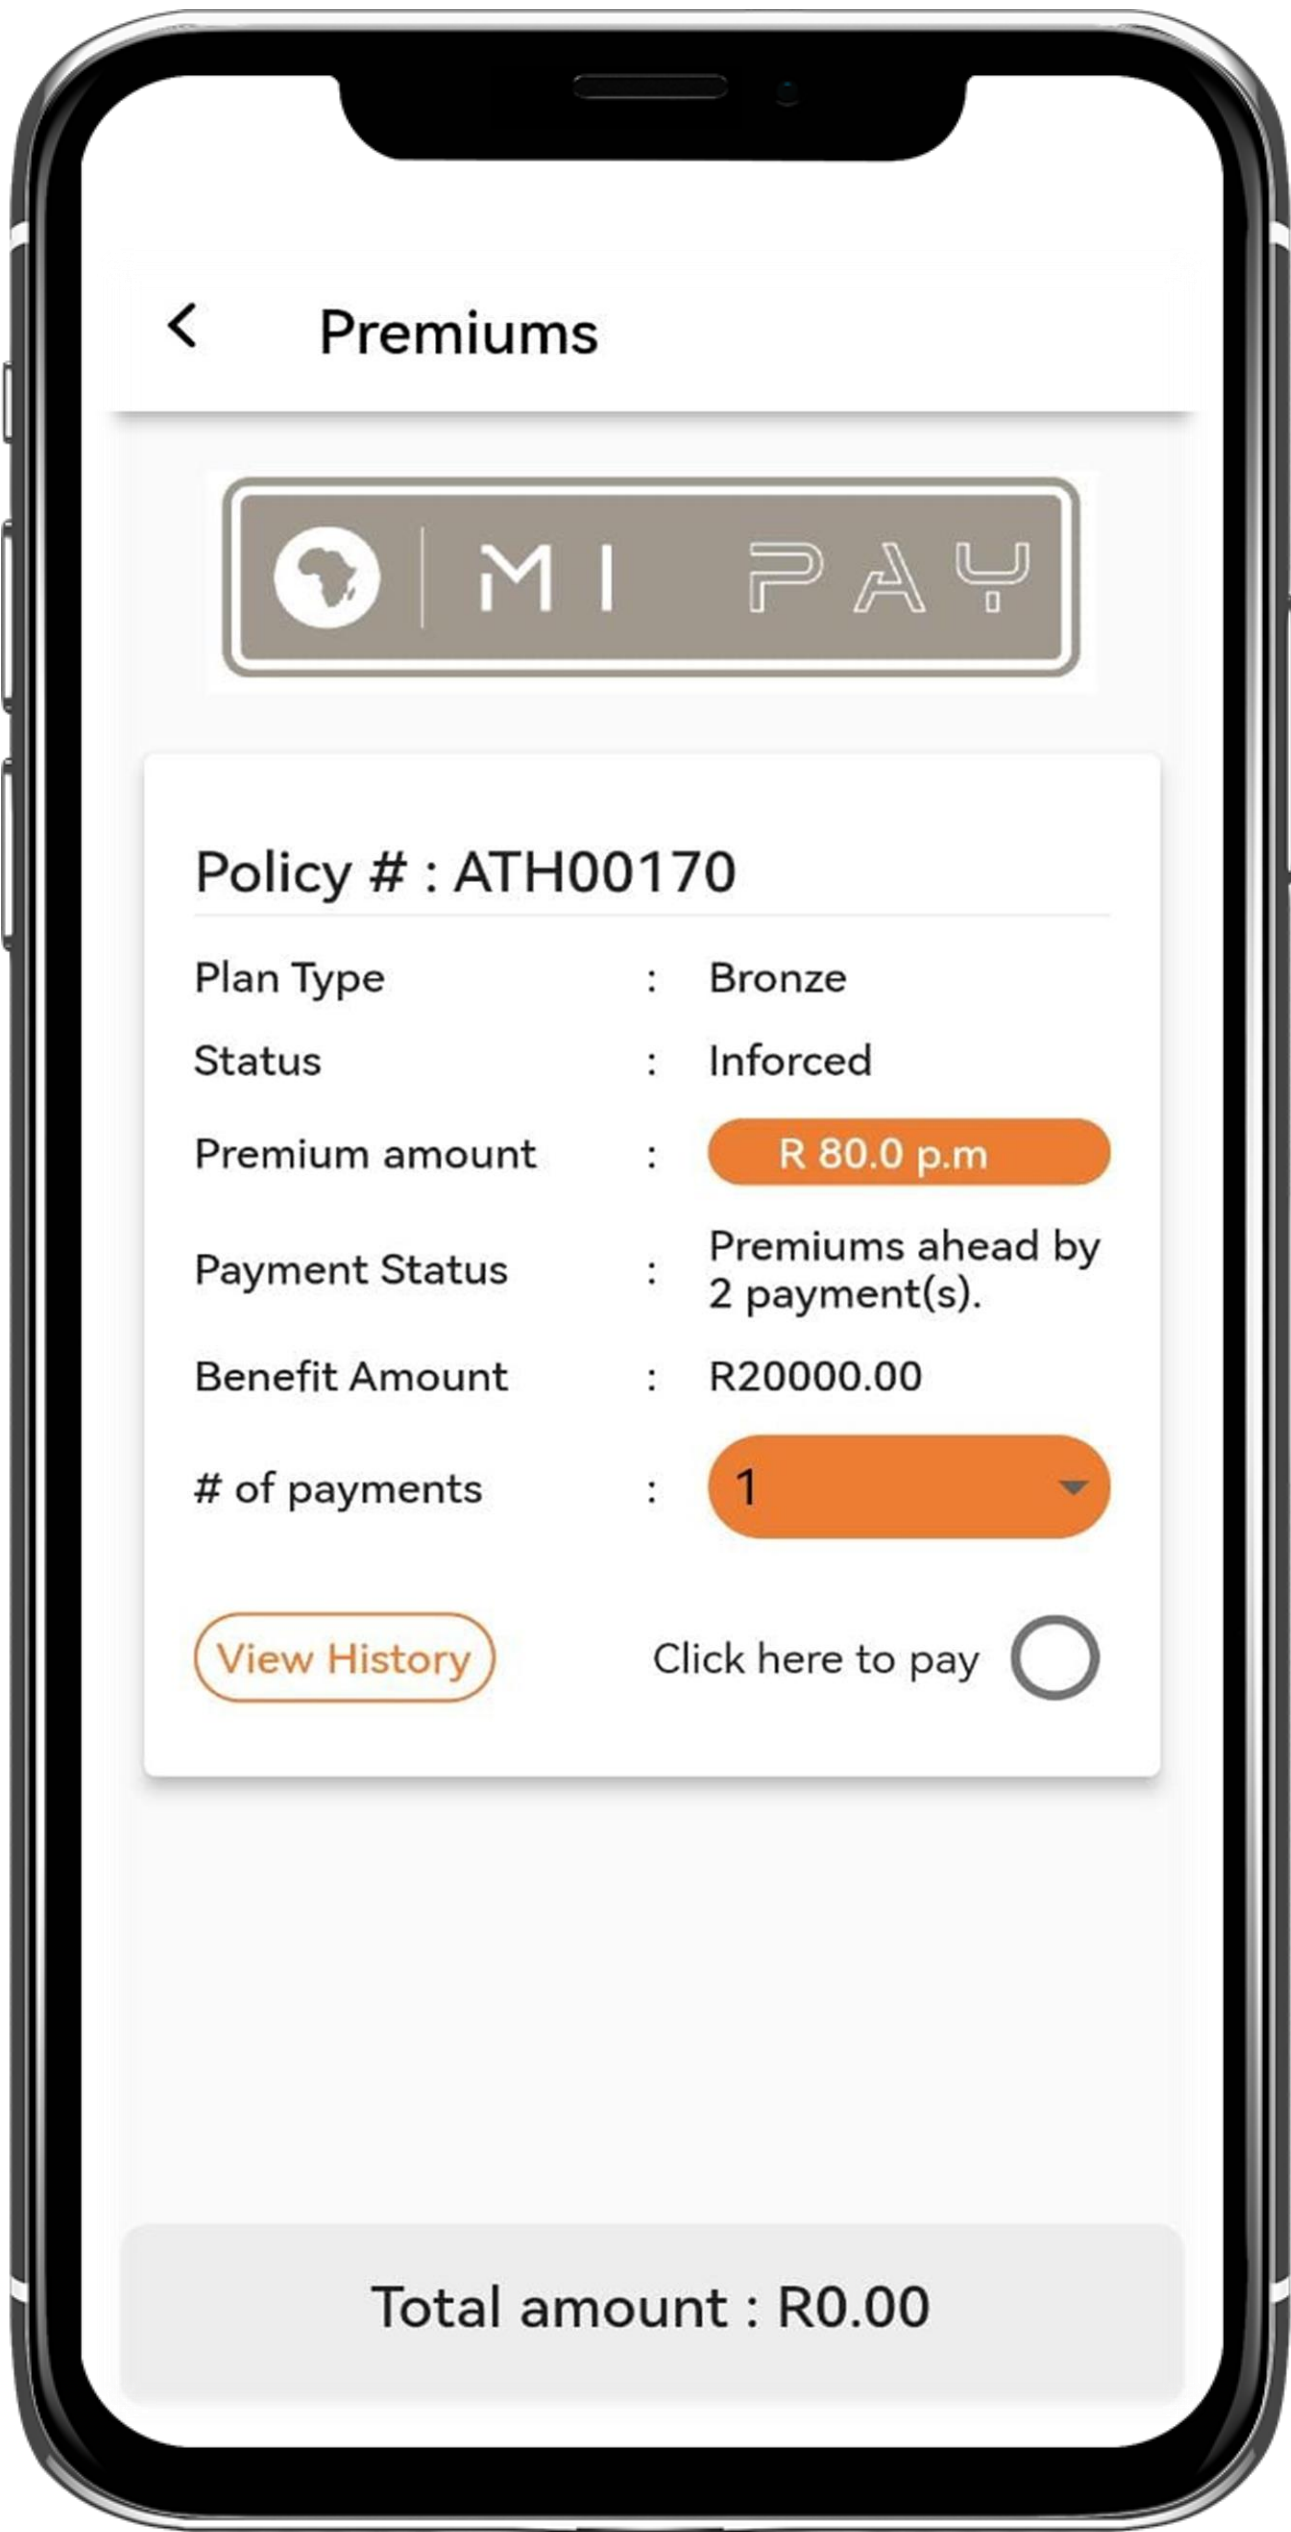 Premiums
MI PAY
Policy # : ATH00170
Plan Type : Bronze
Status : Inforced
Premium amount : R 80.0 p.m
Payment Status : Premiums ahead by
2 payment(s).
Benefit Amount : R20000.00
# of payments : 1
View History Click here to pay
Total amount : R0.00